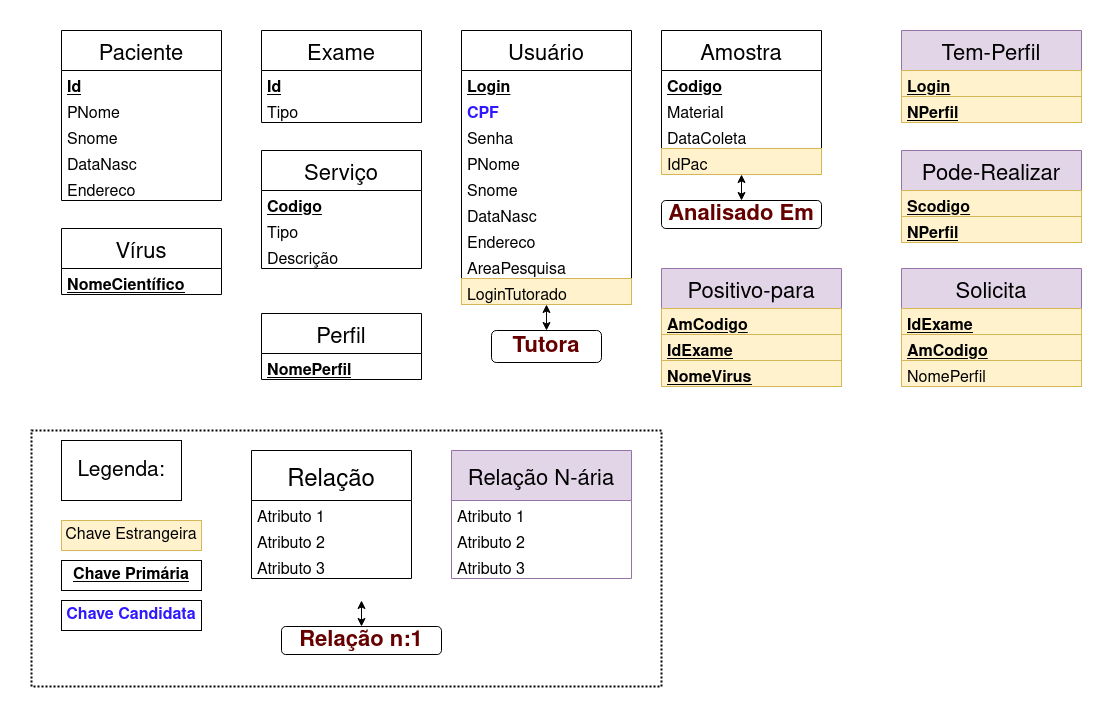 Paciente
Id
PNome
Snome
DataNasc
Endereco
Vírus
NomeCientífico
Exame
Id
Tipo
Serviço
Codigo
Tipo
Descrição
Perfil
NomePerfil
Usuário
Login
CPF
Senha
PNome
Snome
DataNasc
Endereco
AreaPesquisa
LoginTutorado
Tutora
Amostra
Codigo
Material
DataColeta
IdPac
Analisado Em
Positivo-para
AmCodigo
IdExame
NomeVirus
Tem-Perfil
Login
NPerfil
Pode-Realizar
Scodigo
NPerfil
Solicita
IdExame
AmCodigo
NomePerfil
Legenda:
Chave Estrangeira
Chave Primária
Chave Candidata
Relação
Atributo 1
Atributo 2
Atributo 3
Relação n:1
Relação N-ária
Atributo 1
Atributo 2
Atributo 3